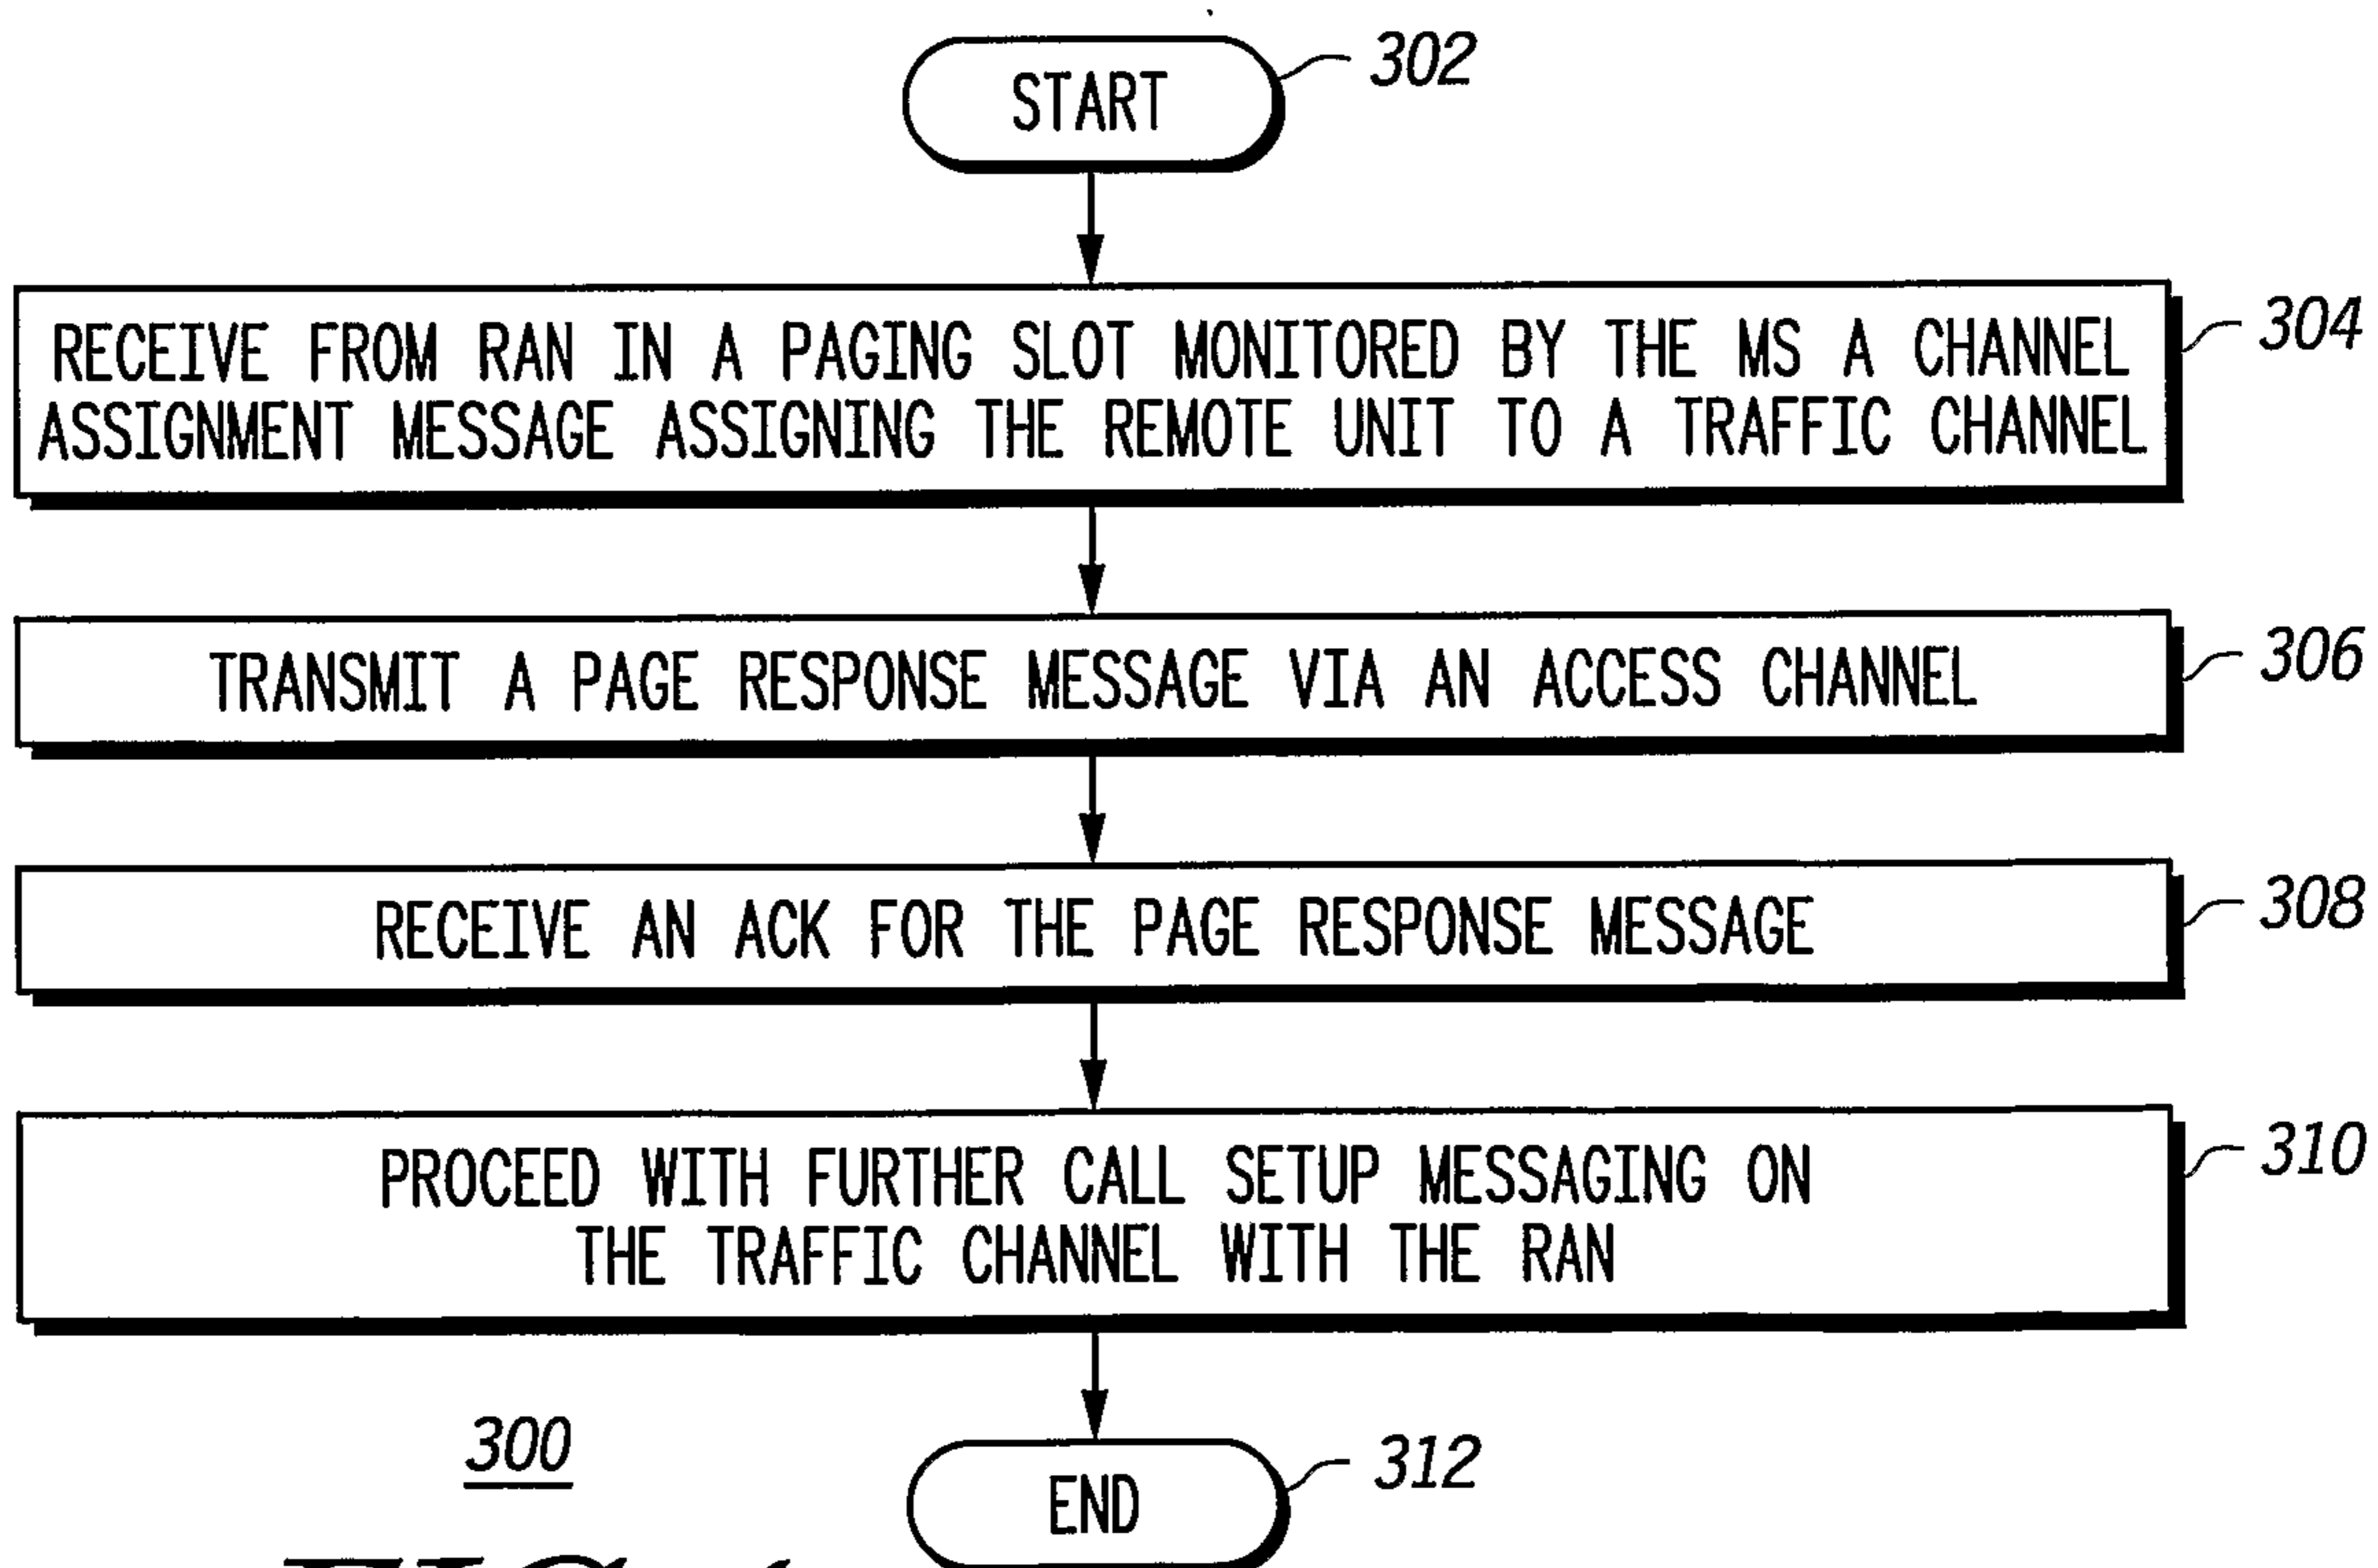 START
302
RECEIVE FROM RAN IN A PAGING SLOT MONITORED BY THE MS A CHANNEL
ASSIGNMENT MESSAGE ASSIGNING THE REMOTE UNIT TO A TRAFFIC CHANNEL
304
TRANSMIT A PAGE RESPONSE MESSAGE VIA AN ACCESS CHANNEL
306
RECEIVE AN ACK FOR THE PAGE RESPONSE MESSAGE
308
PROCEED WITH FURTHER CALL SETUP MESSAGING ON
THE TRAFFIC CHANNEL WITH THE RAN
310
300
END
312